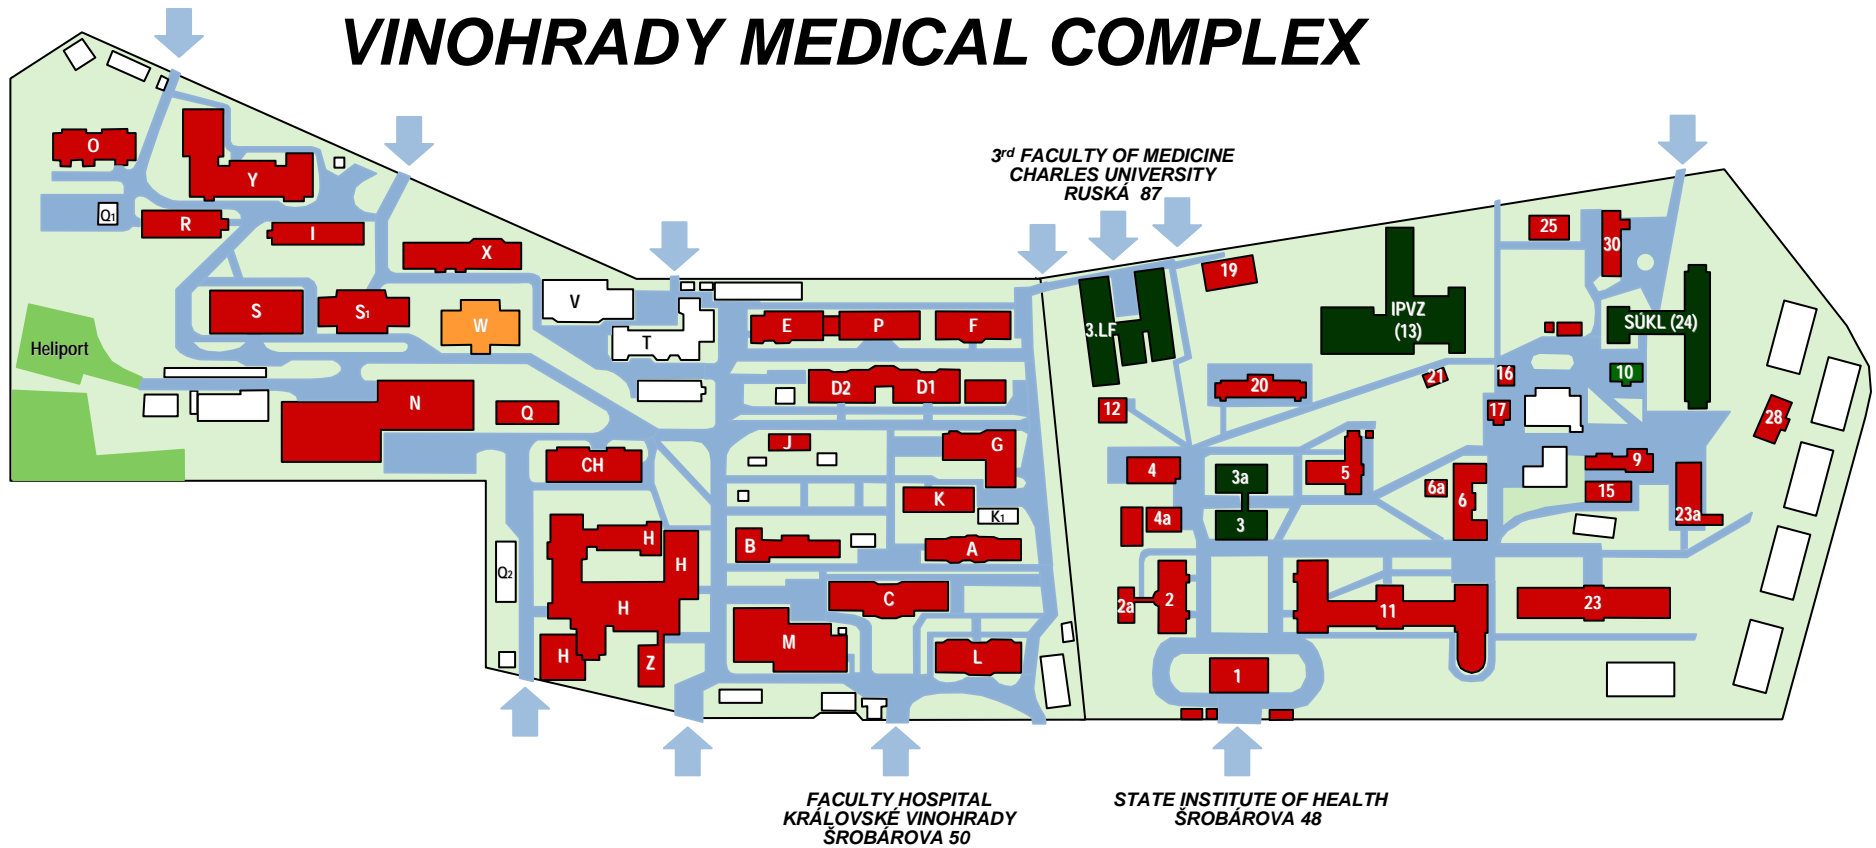 VINOHRADY MEDICAL COMPLEX
3rd FACULTY OF MEDICINE
CHARLES UNIVERSITY
RUSKÁ 87
O
Y
Q1
R
I
X
S
S1
W
V
T
E
P
F
Heliport
D2
D1
N
Q
J
G
CH
K
K1
B
A
H
H
H
H
Z
Q2
C
M
L
19
3.LF
IPVZ
(13)
25
30
SÚKL (24)
20
21
16
10
12
17
28
4
3a
5
6a
6
9
15
4a
3
23a
2a
2
11
23
1
FACULTY HOSPITAL
KRÁLOVSKÉ VINOHRADY
ŠROBÁROVA 50
STATE INSTITUTE OF HEALTH
ŠROBÁROVA 48